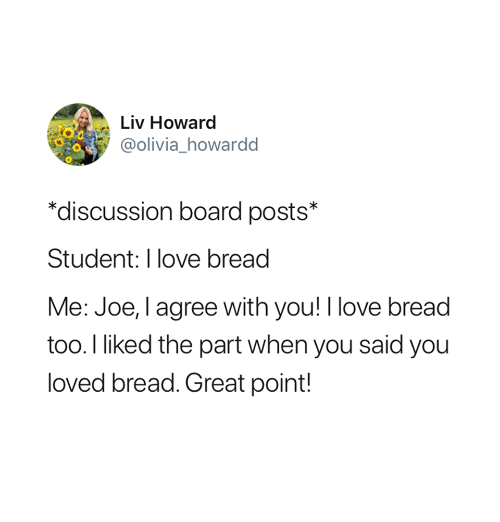 Liv Howard
@olivia_howardd
*discussion board posts*
Student: I love bread
Me: Joe, I agree with you! I love bread
too. I liked the part when you said you
loved bread. Great point!